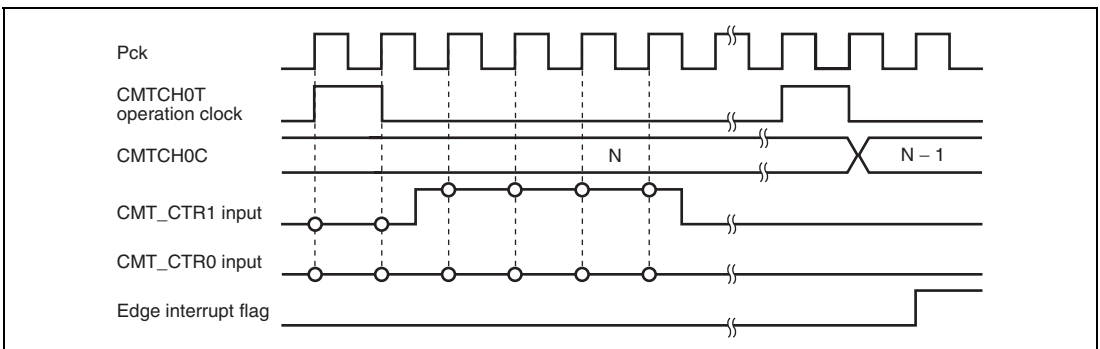 Pck
CMTCH0T
operation clock
CMTCH0C
N
N – 1
CMT_CTR1 input
CMT_CTR0 input
Edge interrupt flag